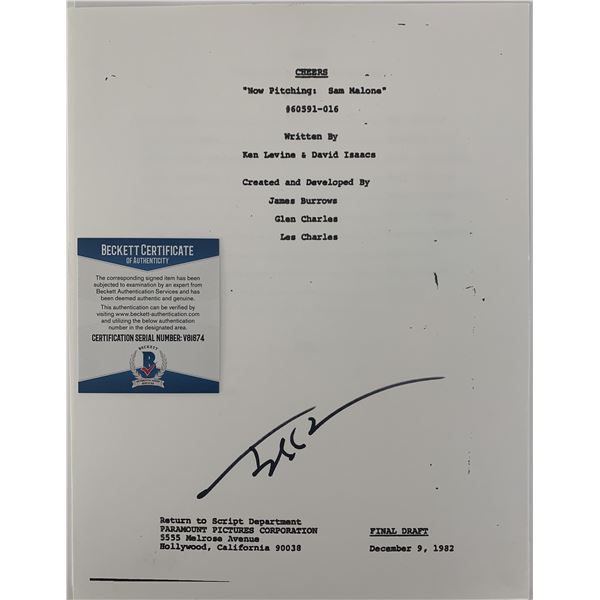 CHEERS
"Now Pitching: Sam Malone"
#60591-016
Written By
Ken Levine & David Isaacs
Created and Developed By
James Burrows
Glen Charles
Les Charles
BECKETT CERTIFICATE
OF AUTHENTICITY
The corresponding signed item has been
subjected to examination by an expert from
Beckett Authentication Services and has
been deemed authentic and genuine.
This authentication can be verified by
visiting www.beckett-authentication.com
and utilizing the below authentication
number in the designated area.
CERTIFICATION SERIAL NUMBER: V61674
BECKETT
B
Return to Script Department
PARAMOUNT PICTURES CORPORATION
5555 Melrose Avenue
Hollywood, California 90038
FINAL DRAFT
December 9, 1982